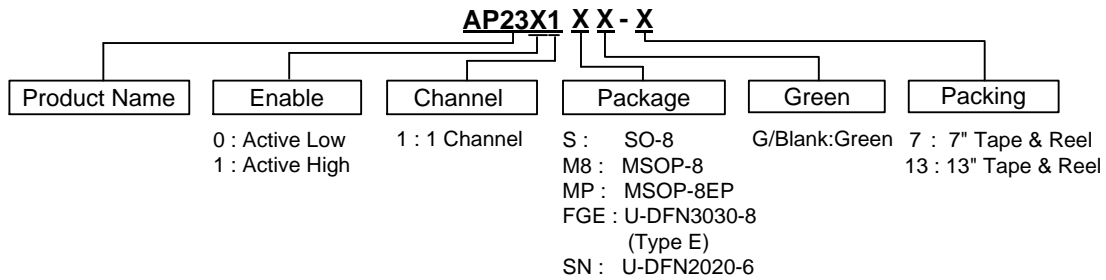 AP23X1 X X - X
Product Name Enable Channel Package Green Packing
0 : Active Low 1 : 1 Channel S : SO-8 G/Blank:Green 7 : 7" Tape & Reel
1 : Active High M8 : MSOP-8 13 : 13" Tape & Reel
MP : MSOP-8EP
FGE : U-DFN3030-8
(Type E)
SN : U-DFN2020-6